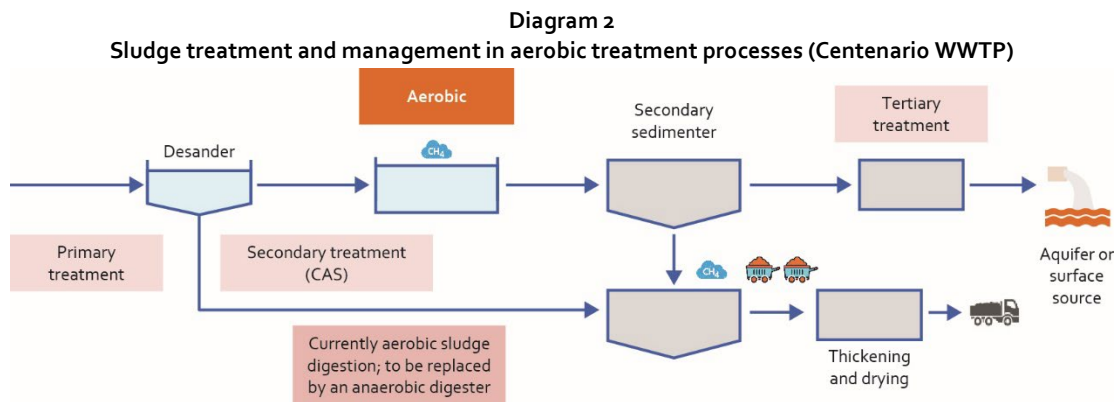 Diagram 2
Sludge treatment and management in aerobic treatment processes (Centenario WWTP)
Aerobic
Secondary
sedimenter
Tertiary
treatment
Desander
CH₄
Primary
treatment
Secondary treatment
(CAS)
CH₄
Aquifer or
surface
source
Currently aerobic sludge
digestion; to be replaced
by an anaerobic digester
Thickening
and drying